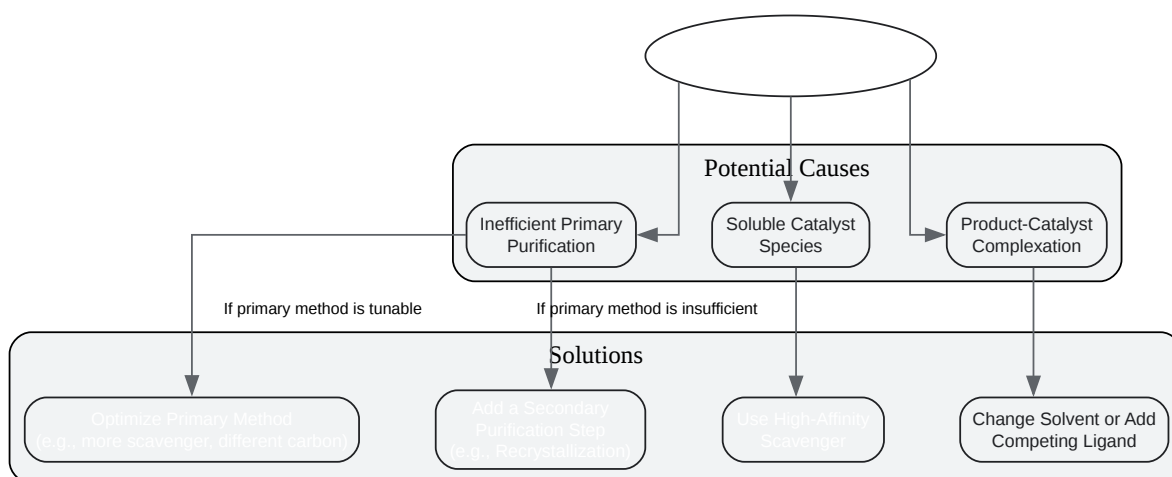 Potential Causes
Inefficient Primary
Purification
Soluble Catalyst
Species
Product-Catalyst
Complexation
If primary method is tunable
If primary method is insufficient
Solutions
Optimize Primary Method
(e.g., more scavenger, different carbon)
Add a Secondary
Purification Step
(e.g., Recrystallization)
Use High-Affinity
Scavenger
Change Solvent or Add
Competing Ligand